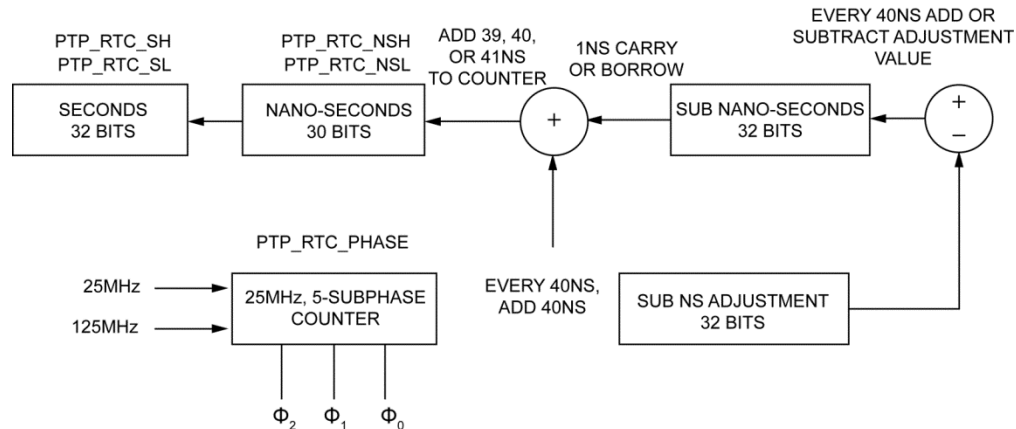 EVERY 40NS ADD OR
SUBTRACT ADJUSTMENT
VALUE
PTP_RTC_SH
PTP_RTC_SL
PTP_RTC_NSH
PTP_RTC_NSL
ADD 39, 40,
OR 41NS
TO COUNTER
1NS CARRY
OR BORROW
SECONDS
32 BITS
NANO-SECONDS
30 BITS
+
SUB NANO-SECONDS
32 BITS
+
−
PTP_RTC_PHASE
25MHz
125MHz
25MHz, 5-SUBPHASE
COUNTER
EVERY 40NS,
ADD 40NS
SUB NS ADJUSTMENT
32 BITS
Φ2 Φ1 Φ0